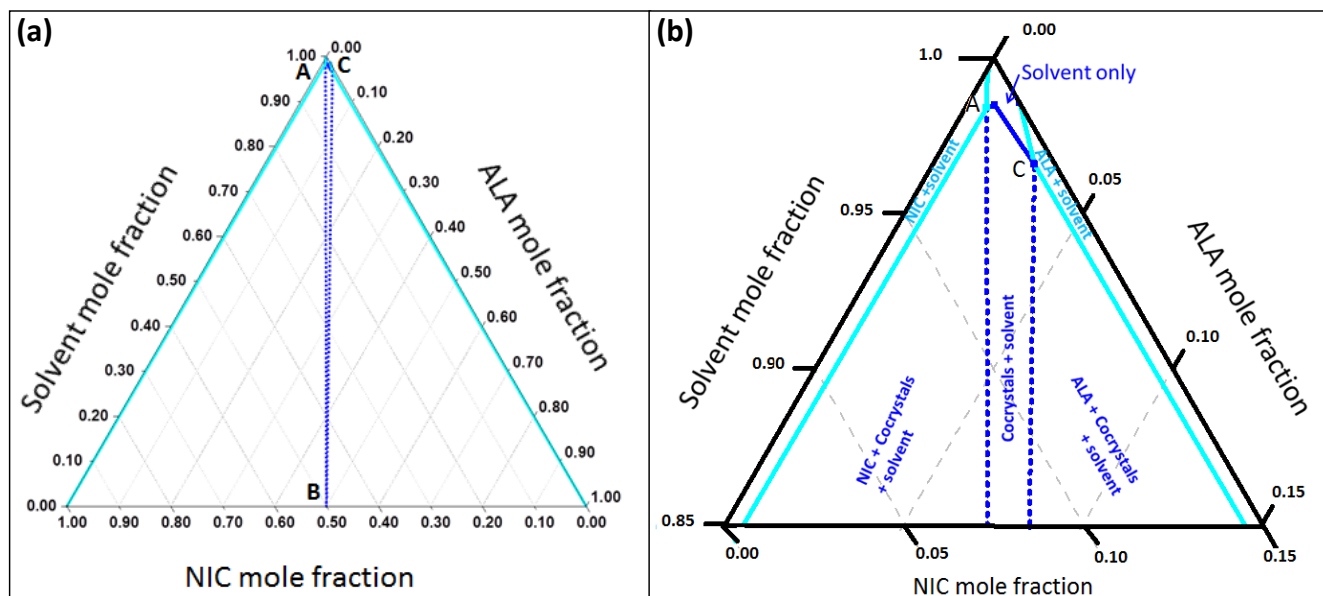 (a)
1.00
0.00
A
C
0.90
0.10
0.80
0.20
0.70
0.30
0.60
0.40
0.50
0.50
0.40
0.60
0.30
0.70
0.20
0.80
0.10
0.90
B
0.00
1.00
1.00
0.90
0.80
0.70
0.60
0.50
0.40
0.30
0.20
0.10
0.00
Solvent mole fraction
ALA mole fraction
NIC mole fraction
(b)
0.00
1.0
Solvent only
A
C
NIC +solvent
ALA + solvent
0.95
0.05
0.90
0.10
Solvent mole fraction
ALA mole fraction
NIC + Cocrystals
+ solvent
Cocrystals + solvent
ALA + Cocrystals
+ solvent
0.85
0.15
0.00
0.05
0.10
0.15
NIC mole fraction